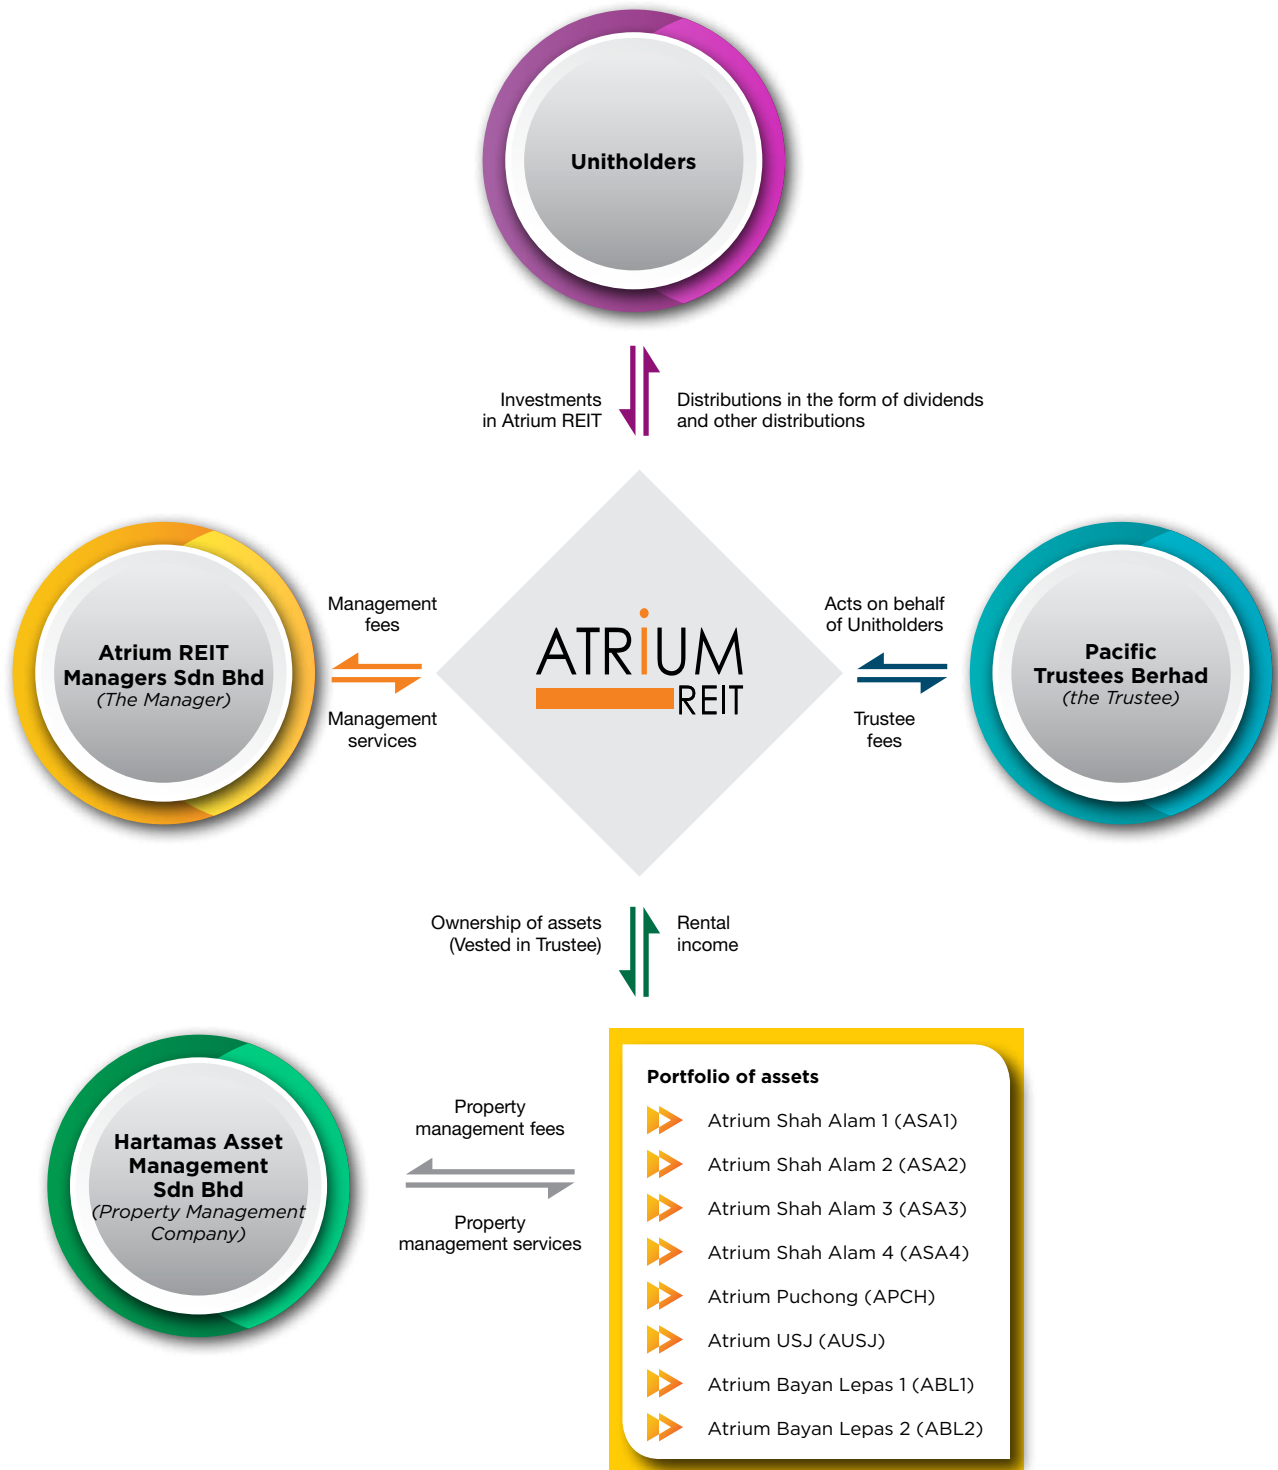 Unitholders
Investments
in Atrium REIT
Distributions in the form of dividends
and other distributions
Management
fees
Atrium REIT
Managers Sdn Bhd
(The Manager)
Management
services
ATRiUM
REIT
Acts on behalf
of Unitholders
Trustee
fees
Pacific
Trustees Berhad
(the Trustee)
Ownership of assets
(Vested in Trustee)
Rental
income
Hartamas Asset
Management
Sdn Bhd
(Property Management
Company)
Property
management fees
Property
management services
Portfolio of assets
Atrium Shah Alam 1 (ASA1)
Atrium Shah Alam 2 (ASA2)
Atrium Shah Alam 3 (ASA3)
Atrium Shah Alam 4 (ASA4)
Atrium Puchong (APCH)
Atrium USJ (AUSJ)
Atrium Bayan Lepas 1 (ABL1)
Atrium Bayan Lepas 2 (ABL2)